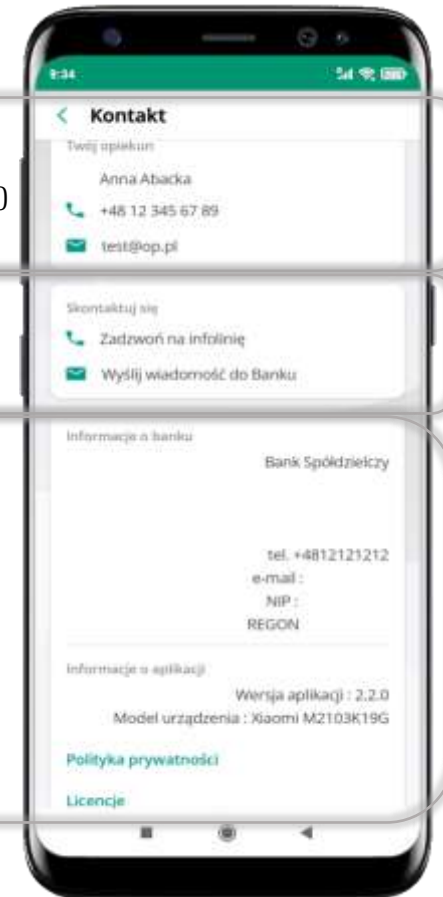 9:34
Kontakt
Twój opiekun
Anna Abacka
+48 12 345 67 89
test@op.pl
Skontaktuj się
Zadzwoń na infolinię
Wyślij wiadomość do Banku
Informacje o banku
Bank Spółdzielczy
tel. +4812121212
e-mail :
NIP :
REGON
Informacje o aplikacji
Wersja aplikacji : 2.2.0
Model urządzenia : Xiaomi M2103K19G
Polityka prywatności
Licencje